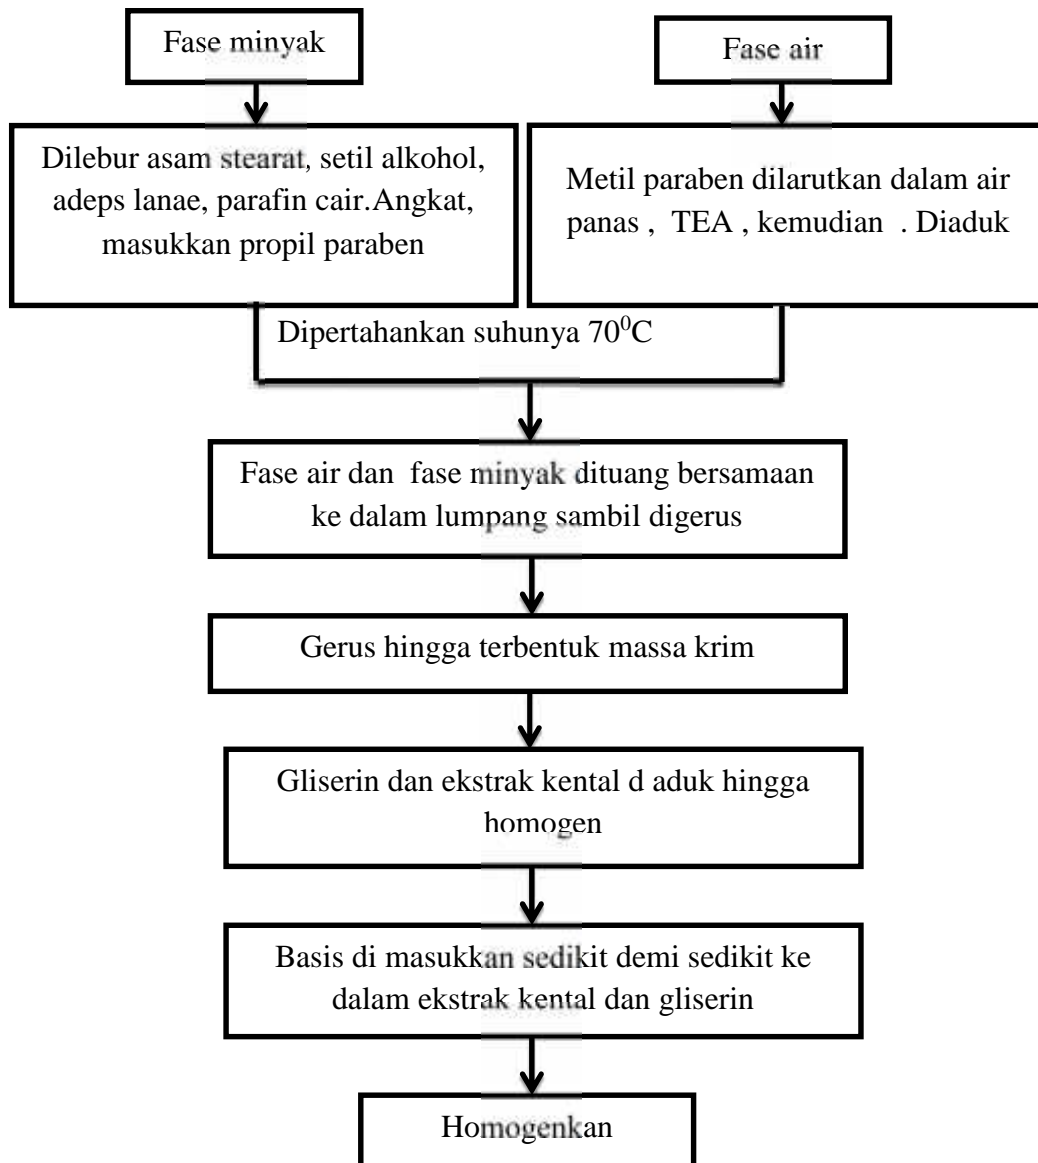 Fase minyak
Fase air
Dilebur asam stearat, setil alkohol,
adeps lanae, parafin cair.Angkat,
masukkan propil paraben
Metil paraben dilarutkan dalam air
panas , TEA , kemudian . Diaduk
Dipertahankan suhunya 70⁰C
Fase air dan fase minyak dituang bersamaan
ke dalam lumpang sambil digerus
Gerus hingga terbentuk massa krim
Gliserin dan ekstrak kental d aduk hingga
homogen
Basis di masukkan sedikit demi sedikit ke
dalam ekstrak kental dan gliserin
Homogenkan